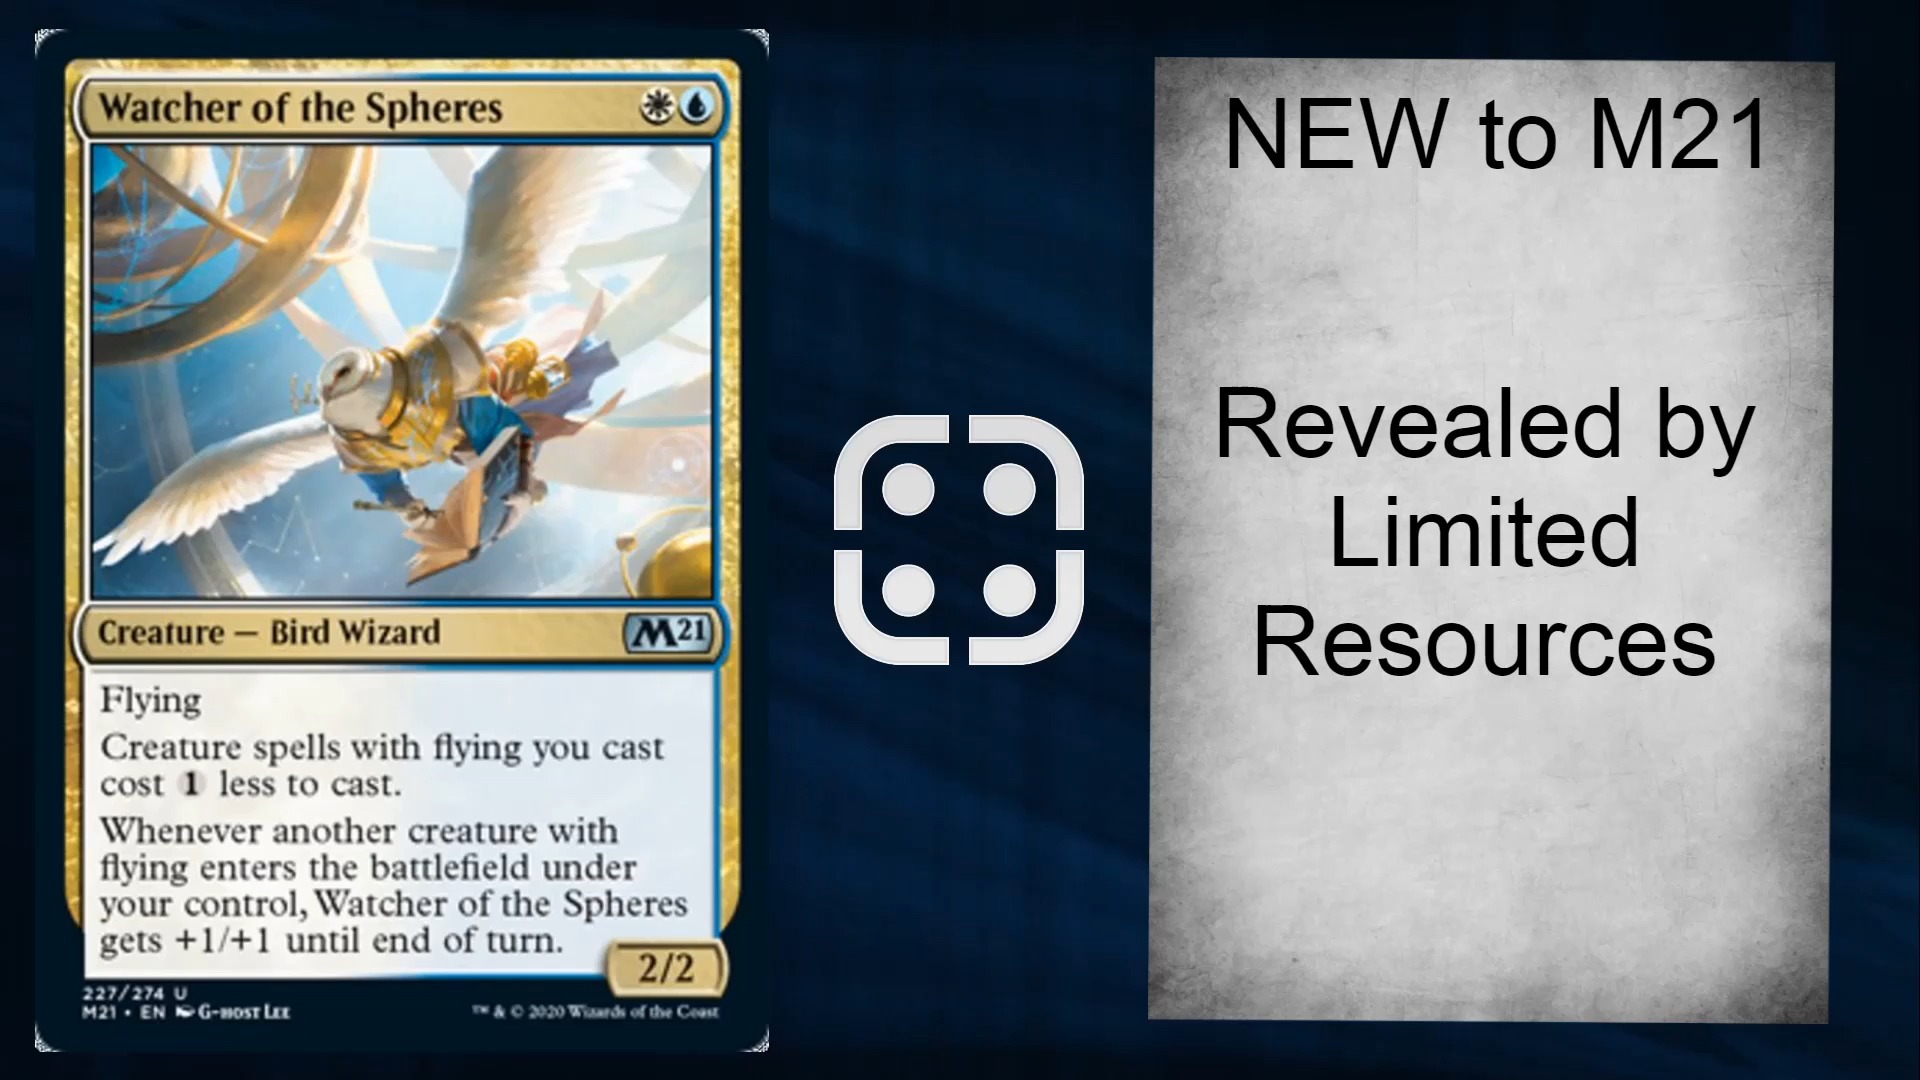 Watcher of the Spheres
Creature — Bird Wizard
M21
Flying
Creature spells with flying you cast
cost 1 less to cast.
Whenever another creature with
flying enters the battlefield under
your control, Watcher of the Spheres
gets +1/+1 until end of turn.
2/2
227/274 U
M21 • EN G-host Lee
™ & © 2020 Wizards of the Coast
NEW to M21
Revealed by
Limited
Resources